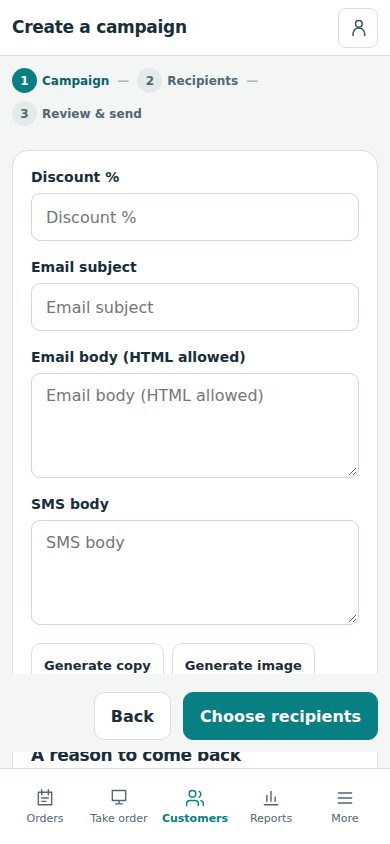 Create a campaign
1 Campaign — 2 Recipients —
3 Review & send
Discount %
Discount %
Email subject
Email subject
Email body (HTML allowed)
Email body (HTML allowed)
SMS body
SMS body
Generate copy Generate image
Back Choose recipients
A reason to come back
Orders Take order Customers Reports More